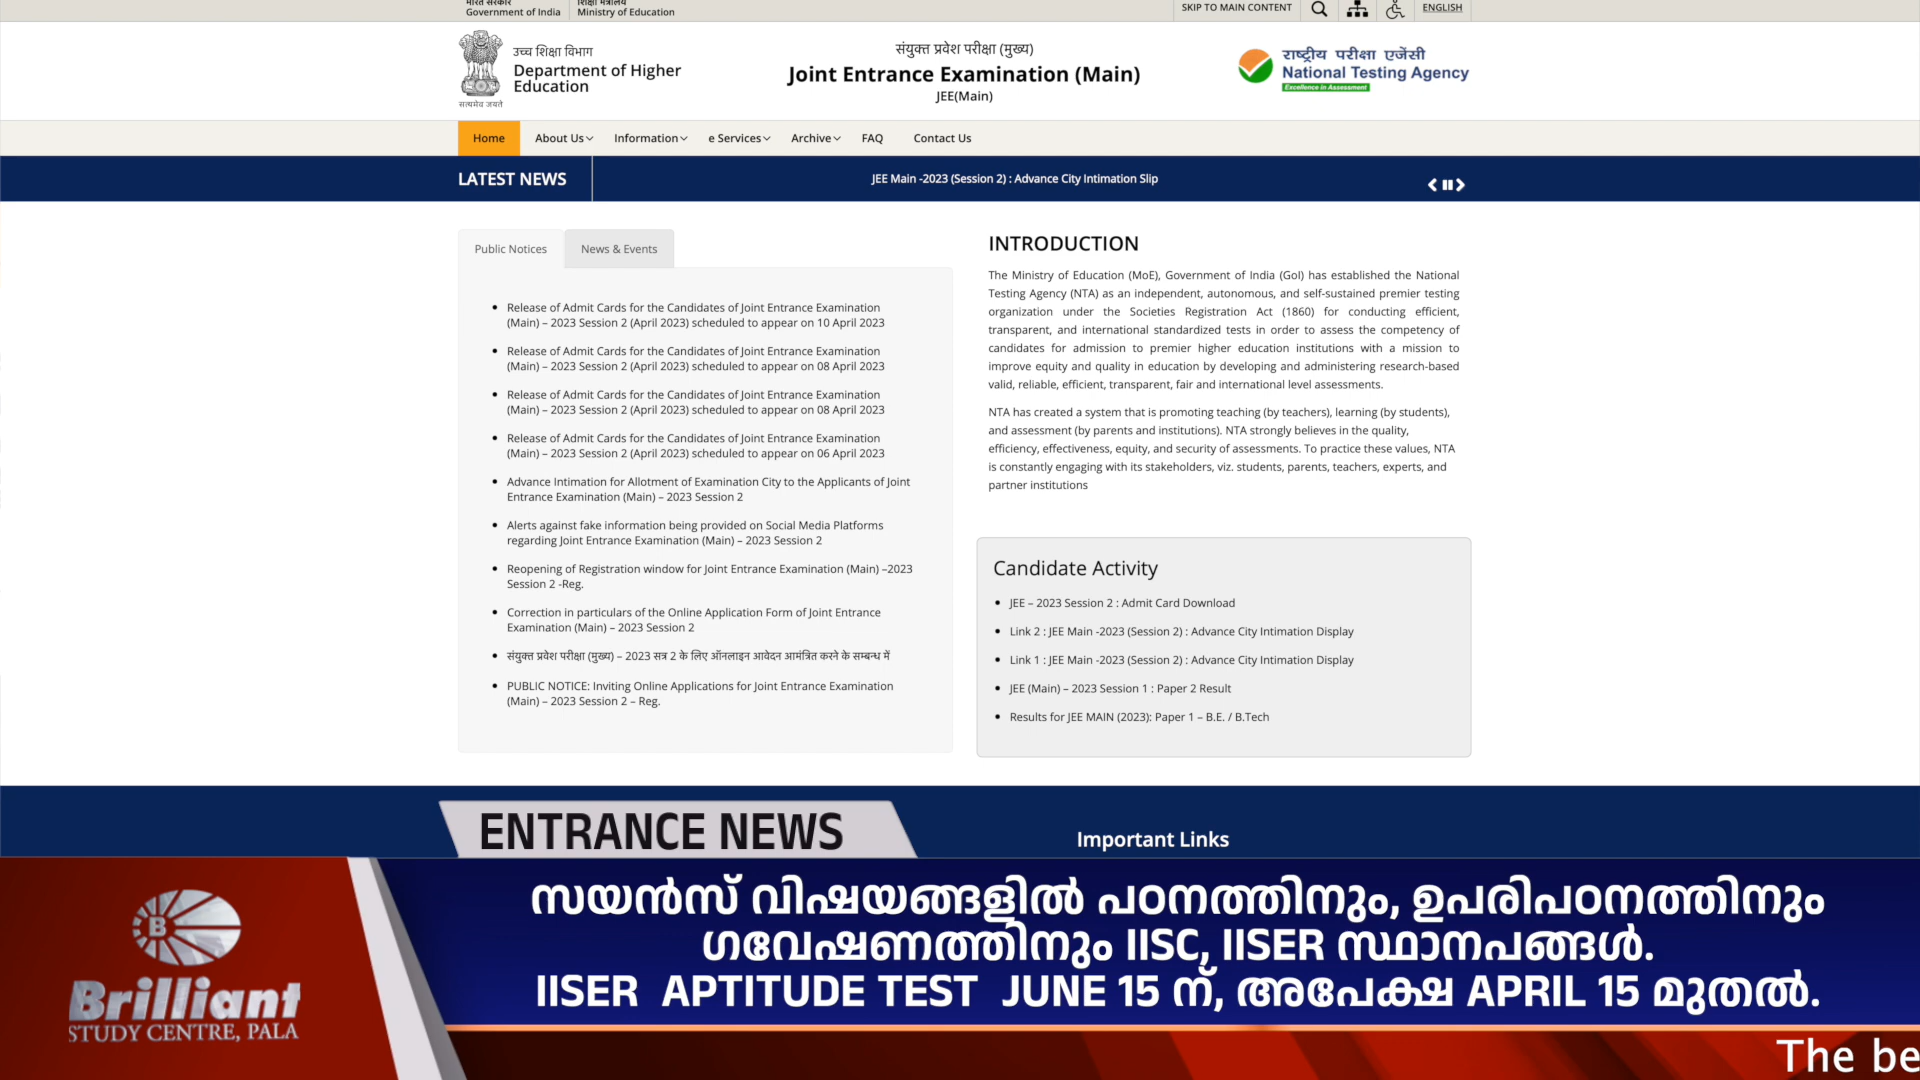 भारत सरकार
Government of India
शिक्षा मंत्रालय
Ministry of Education
SKIP TO MAIN CONTENT
ENGLISH
सत्यमेव जयते
उच्च शिक्षा विभाग
Department of Higher
Education
संयुक्त प्रवेश परीक्षा (मुख्य)
Joint Entrance Examination (Main)
JEE(Main)
राष्ट्रीय परीक्षा एजेंसी
National Testing Agency
Excellence in Assessment
Home
About Us
Information
e Services
Archive
FAQ
Contact Us
LATEST NEWS
JEE Main -2023 (Session 2) : Advance City Intimation Slip
Public Notices
News & Events
Release of Admit Cards for the Candidates of Joint Entrance Examination
(Main) – 2023 Session 2 (April 2023) scheduled to appear on 10 April 2023
Release of Admit Cards for the Candidates of Joint Entrance Examination
(Main) – 2023 Session 2 (April 2023) scheduled to appear on 08 April 2023
Release of Admit Cards for the Candidates of Joint Entrance Examination
(Main) – 2023 Session 2 (April 2023) scheduled to appear on 08 April 2023
Release of Admit Cards for the Candidates of Joint Entrance Examination
(Main) – 2023 Session 2 (April 2023) scheduled to appear on 06 April 2023
Advance Intimation for Allotment of Examination City to the Applicants of Joint
Entrance Examination (Main) – 2023 Session 2
Alerts against fake information being provided on Social Media Platforms
regarding Joint Entrance Examination (Main) – 2023 Session 2
Reopening of Registration window for Joint Entrance Examination (Main) –2023
Session 2 -Reg.
Correction in particulars of the Online Application Form of Joint Entrance
Examination (Main) – 2023 Session 2
संयुक्त प्रवेश परीक्षा (मुख्य) – 2023 सत्र 2 के लिए ऑनलाइन आवेदन आमंत्रित करने के सम्बन्ध में
PUBLIC NOTICE: Inviting Online Applications for Joint Entrance Examination
(Main) – 2023 Session 2 – Reg.
INTRODUCTION
The Ministry of Education (MoE), Government of India (GoI) has established the National
Testing Agency (NTA) as an independent, autonomous, and self-sustained premier testing
organization under the Societies Registration Act (1860) for conducting efficient,
transparent, and international standardized tests in order to assess the competency of
candidates for admission to premier higher education institutions with a mission to
improve equity and quality in education by developing and administering research-based
valid, reliable, efficient, transparent, fair and international level assessments.
NTA has created a system that is promoting teaching (by teachers), learning (by students),
and assessment (by parents and institutions). NTA strongly believes in the quality,
efficiency, effectiveness, equity, and security of assessments. To practice these values, NTA
is constantly engaging with its stakeholders, viz. students, parents, teachers, experts, and
partner institutions
Candidate Activity
JEE – 2023 Session 2 : Admit Card Download
Link 2 : JEE Main -2023 (Session 2) : Advance City Intimation Display
Link 1 : JEE Main -2023 (Session 2) : Advance City Intimation Display
JEE (Main) – 2023 Session 1 : Paper 2 Result
Results for JEE MAIN (2023): Paper 1 – B.E. / B.Tech
ENTRANCE NEWS
Important Links
സയൻസ് വിഷയങ്ങളിൽ പഠനത്തിനും, ഉപരിപഠനത്തിനും
ഗവേഷണത്തിനും IISC, IISER സ്ഥാനപങ്ങൾ.
IISER APTITUDE TEST JUNE 15 ന്, അപേക്ഷ APRIL 15 മുതൽ.
B
Brilliant
STUDY CENTRE, PALA
The be